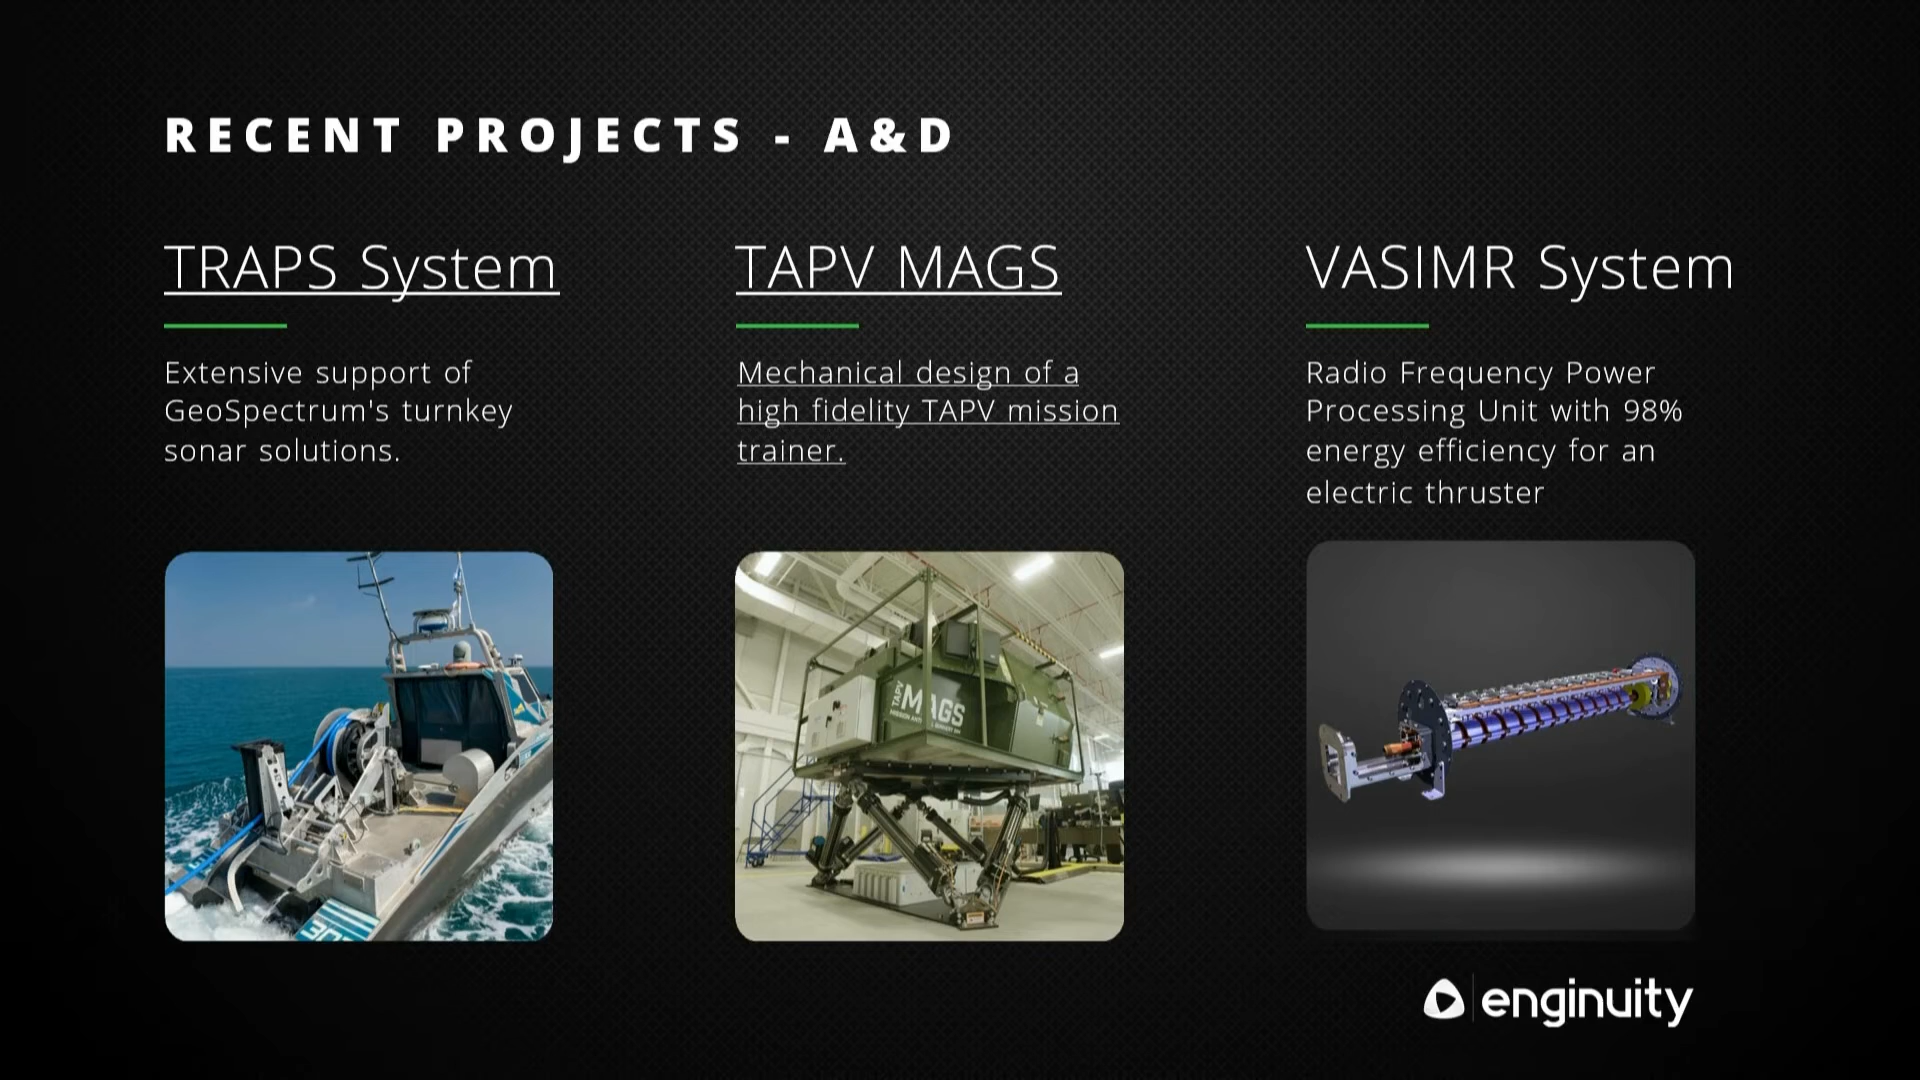 RECENT PROJECTS - A&D
TRAPS System
Extensive support of
GeoSpectrum's turnkey
sonar solutions.
TAPV MAGS
Mechanical design of a
high fidelity TAPV mission
trainer.
VASIMR System
Radio Frequency Power
Processing Unit with 98%
energy efficiency for an
electric thruster
TAPV
MAGS
enginuity